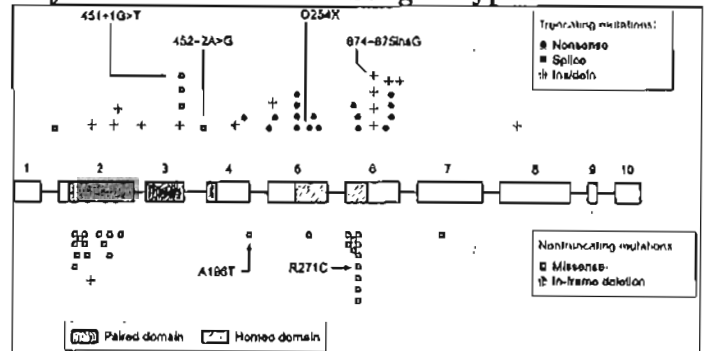 451+1G>T
452-2A>G
Q254X
874-875insG
Truncating mutations:
Nonsense
Splice
Ins/deln
1 2 3 4 5 6 7 8 9 10
A196T
R271C
Nontruncating mutations
Missense
In-frame deletion
Paired domain
Homeo domain